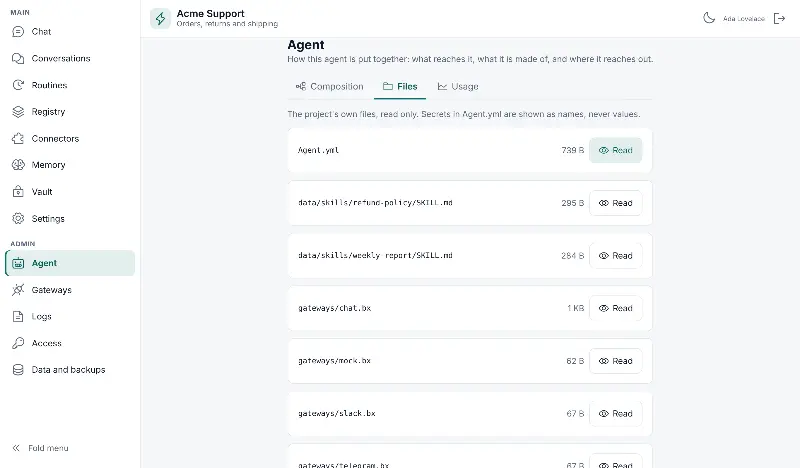 MAIN
Chat
Conversations
Routines
Registry
Connectors
Memory
Vault
Settings
ADMIN
Agent
Gateways
Logs
Access
Data and backups
Fold menu
Acme Support
Orders, returns and shipping
Ada Lovelace
Agent
How this agent is put together: what reaches it, what it is made of, and where it reaches out.
Composition
Files
Usage
The project's own files, read only. Secrets in Agent.yml are shown as names, never values.
Agent.yml 739 B Read
data/skills/refund-policy/SKILL.md 295 B Read
data/skills/weekly-report/SKILL.md 284 B Read
gateways/chat.bx 1 KB Read
gateways/mock.bx 62 B Read
gateways/slack.bx 67 B Read
gateways/telegram.bx 67 B Read